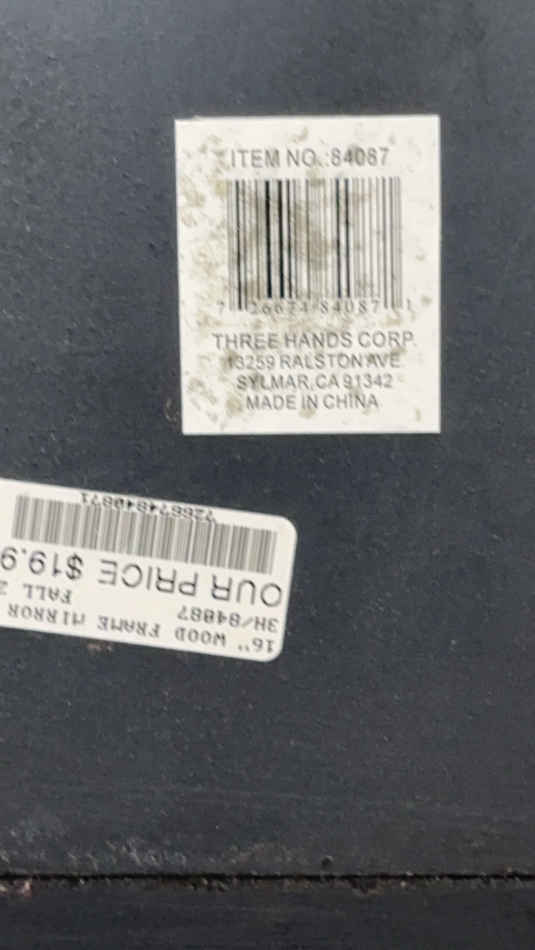 ITEM NO.:84087
7 26674 84087 1
THREE HANDS CORP.
13259 RALSTON AVE
SYLMAR,CA 91342
MADE IN CHINA
16" WOOD FRAME MIRROR
3H/84087 FALL
OUR PRICE $19.9
726674840871